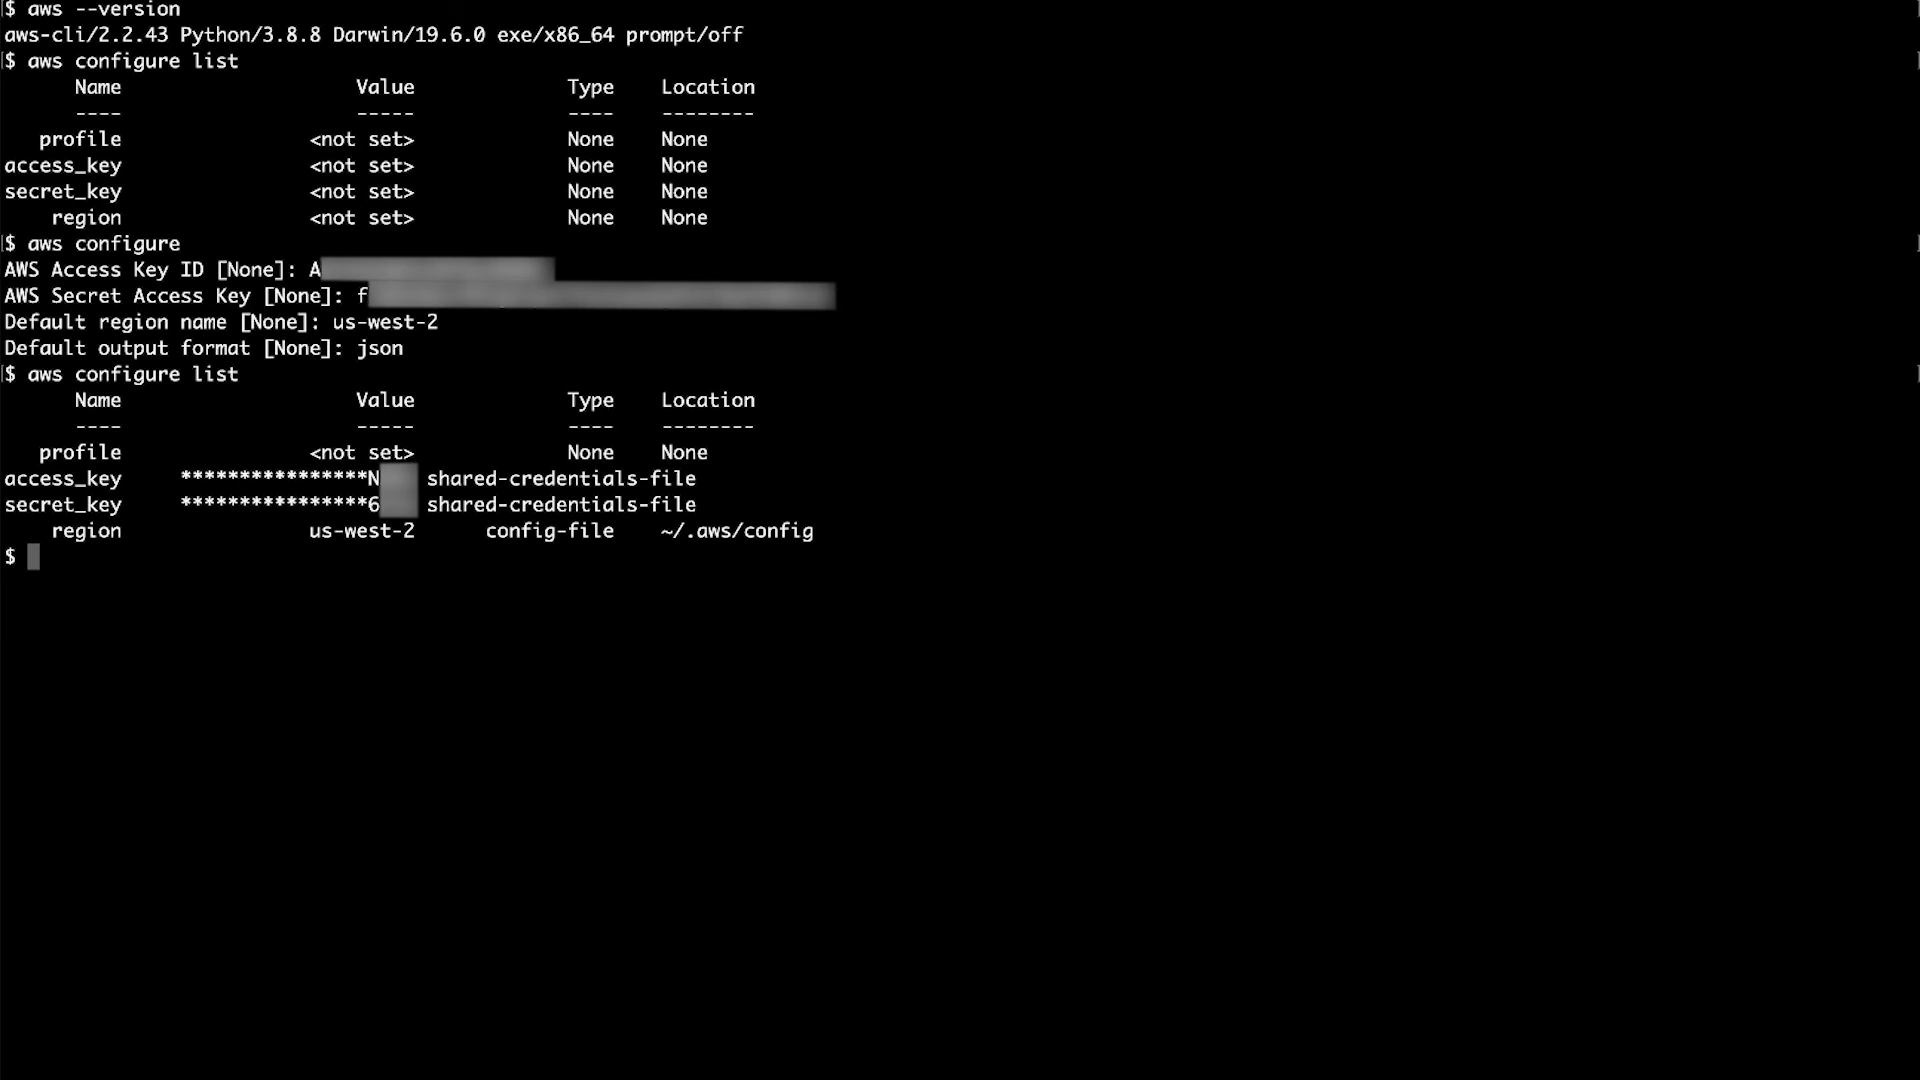 $ aws --version
aws-cli/2.2.43 Python/3.8.8 Darwin/19.6.0 exe/x86_64 prompt/off
$ aws configure list
      Name                    Value             Type    Location
      ----                    -----             ----    --------
   profile                <not set>             None    None
access_key                <not set>             None    None
secret_key                <not set>             None    None
    region                <not set>             None    None
$ aws configure
AWS Access Key ID [None]: A
AWS Secret Access Key [None]: f
Default region name [None]: us-west-2
Default output format [None]: json
$ aws configure list
      Name                    Value             Type    Location
      ----                    -----             ----    --------
   profile                <not set>             None    None
access_key     ****************N    shared-credentials-file
secret_key     ****************6    shared-credentials-file
    region                us-west-2      config-file    ~/.aws/config
$